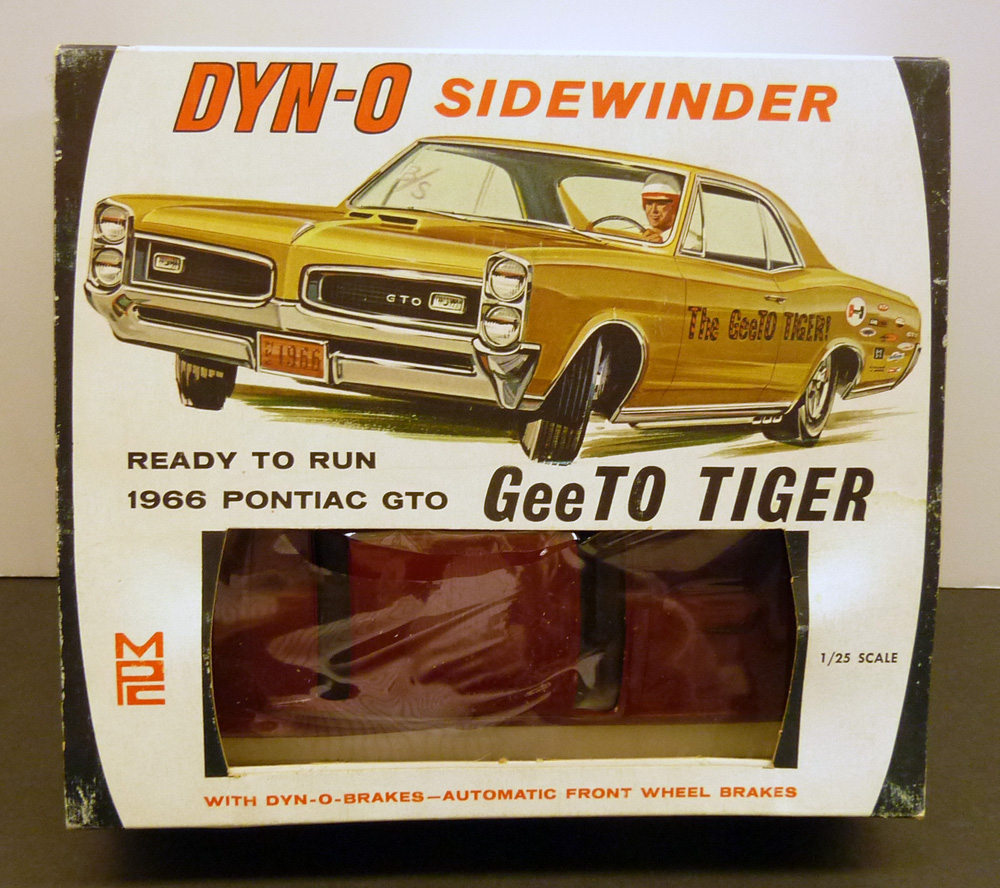 DYN-O SIDEWINDER
B/S
GTO
1966
The GeeTO TIGER!
READY TO RUN
1966 PONTIAC GTO
GeeTO TIGER
MPC
1/25 SCALE
WITH DYN-O-BRAKES—AUTOMATIC FRONT WHEEL BRAKES